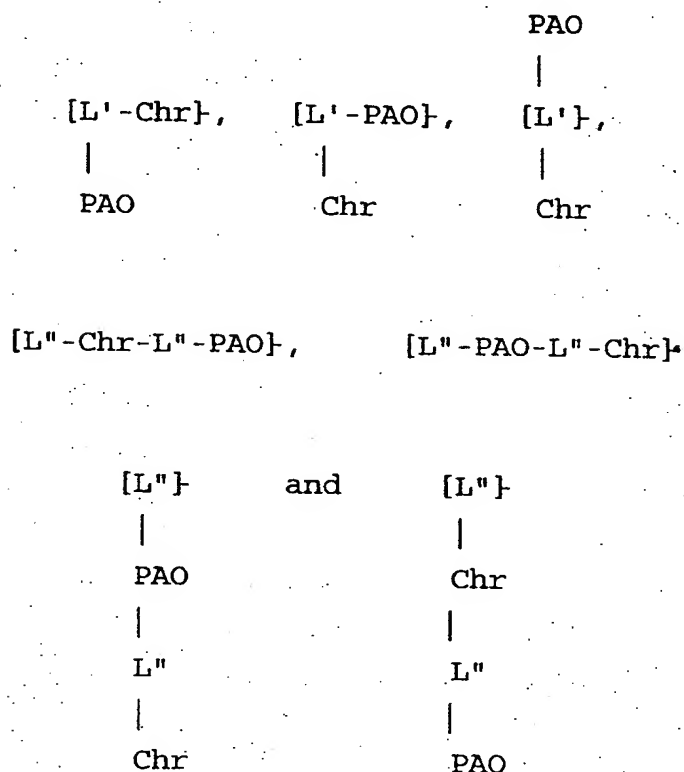 PAO
|
[L'-Chr}, [L'-PAO}, [L'},
| | |
PAO Chr Chr
[L"-Chr-L"-PAO}, [L"-PAO-L"-Chr}
[L"} and [L"}
| |
PAO Chr
| |
L" L"
| |
Chr PAO